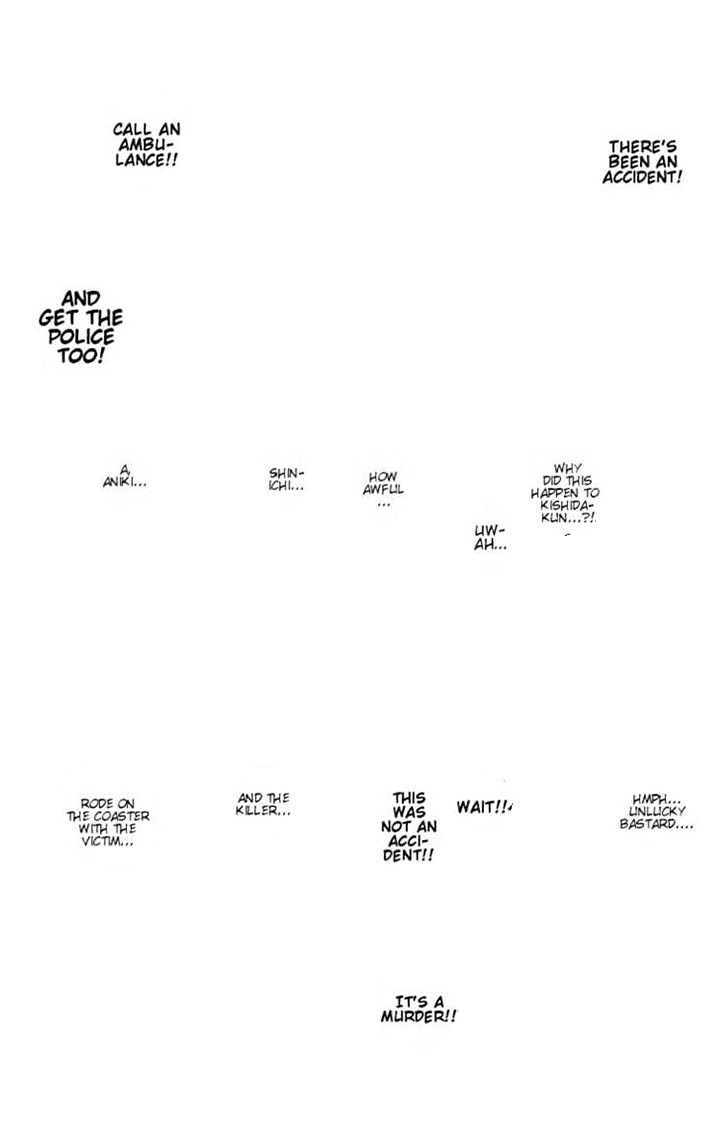 THERE'S
BEEN AN
ACCIDENT!
CALL AN
AMBU-
LANCE!!
AND
GET THE
POLICE
TOO!
WHY
DID THIS
HAPPEN TO
KISHIDA-
KUN...?!
UW-
AH...
HOW
AWFUL
...
SHIN-
ICHI...
A,
ANIKI...
HMPH...
UNLUCKY
BASTARD....
WAIT!!
THIS
WAS
NOT AN
ACCI-
DENT!!
IT'S A
MURDER!!
AND THE
KILLER...
RODE ON
THE COASTER
WITH THE
VICTIM...